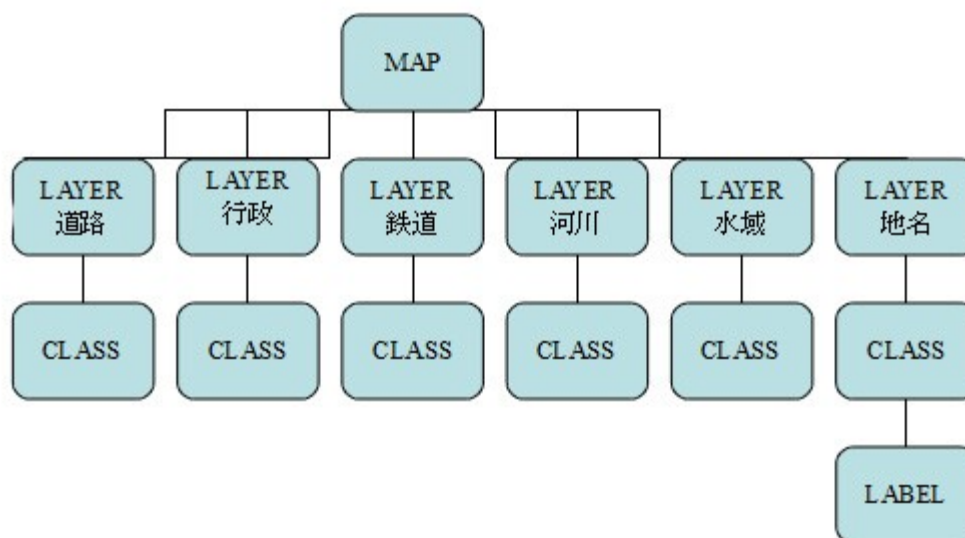 MAP
LAYER
道路
LAYER
行政
LAYER
鉄道
LAYER
河川
LAYER
水域
LAYER
地名
CLASS
CLASS
CLASS
CLASS
CLASS
CLASS
LABEL